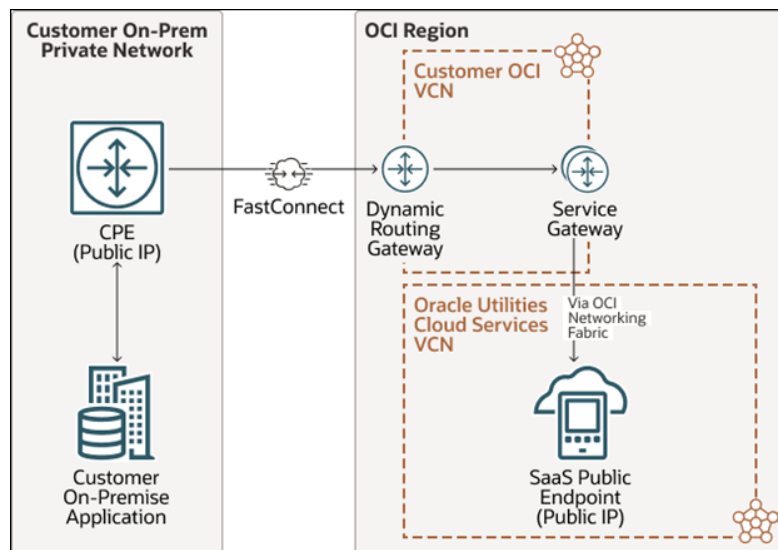 Customer On-Prem
Private Network
OCI Region
Customer OCI
VCN
FastConnect
CPE
(Public IP)
Dynamic
Routing
Gateway
Service
Gateway
Oracle Utilities
Cloud Services
VCN
Via OCI
Networking
Fabric
Customer
On-Premise
Application
SaaS Public
Endpoint
(Public IP)